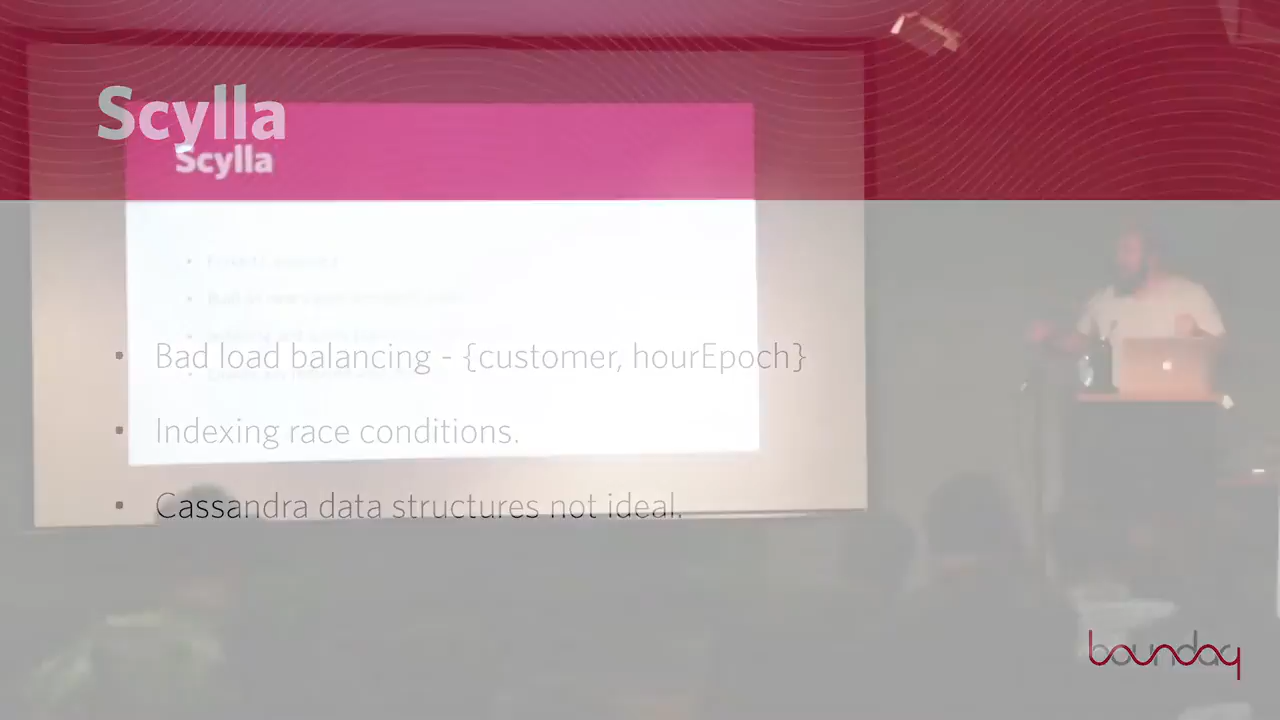 Scylla
Scylla
• Bad load balancing - {customer, hourEpoch}
• Indexing race conditions.
• Cassandra data structures not ideal.
boundary